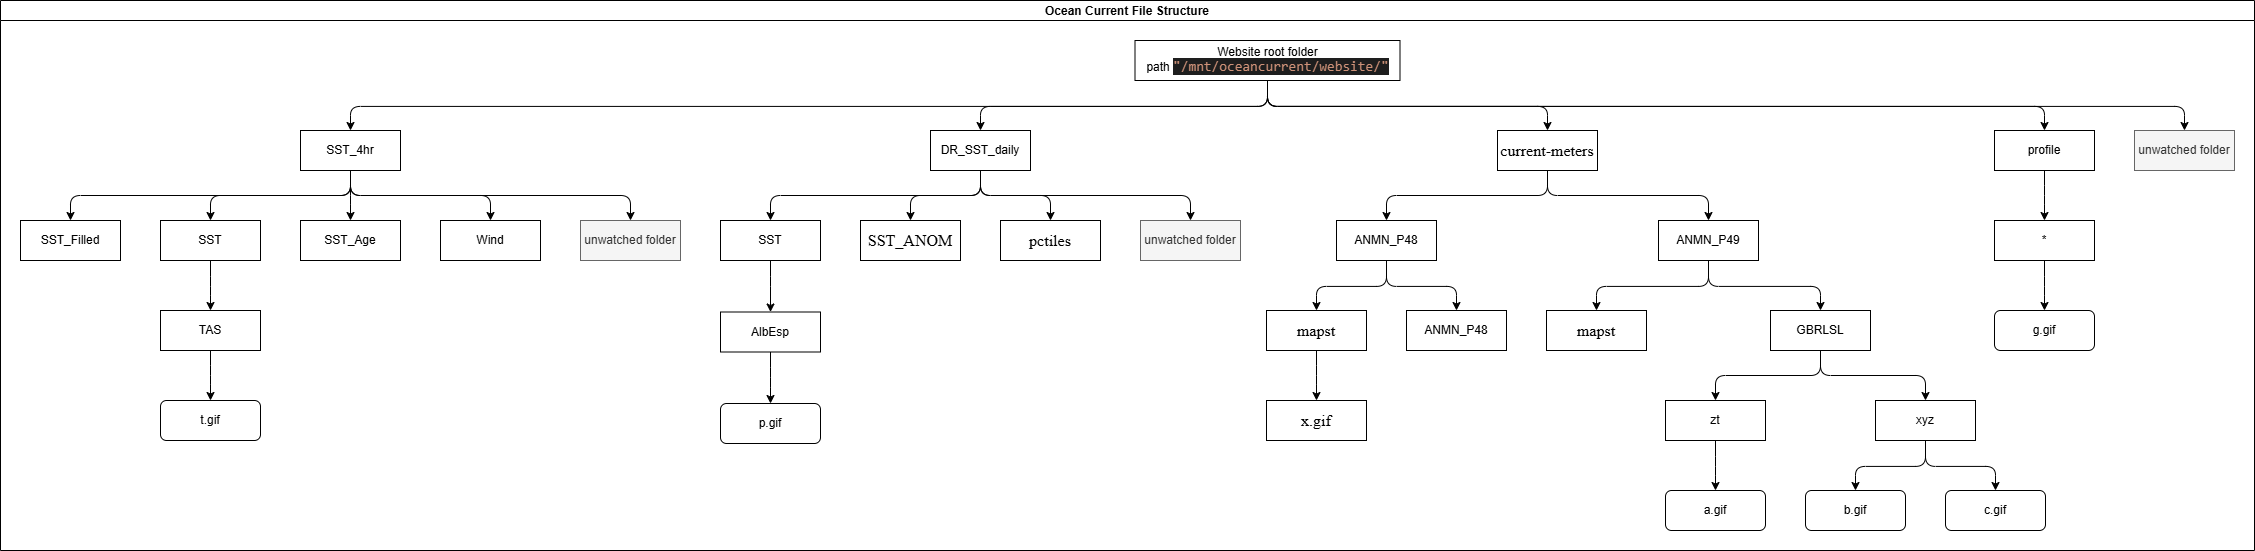 Ocean Current File Structure
Website root folder
path "/mnt/oceancurrent/website/"
SST_4hr
DR_SST_daily
current-meters
profile
unwatched folder
SST_Filled
SST
SST_Age
Wind
unwatched folder
SST
SST_ANOM
pctiles
unwatched folder
ANMN_P48
ANMN_P49
*
TAS
AlbEsp
mapst
ANMN_P48
mapst
GBRLSL
g.gif
t.gif
p.gif
x.gif
zt
xyz
a.gif
b.gif
c.gif